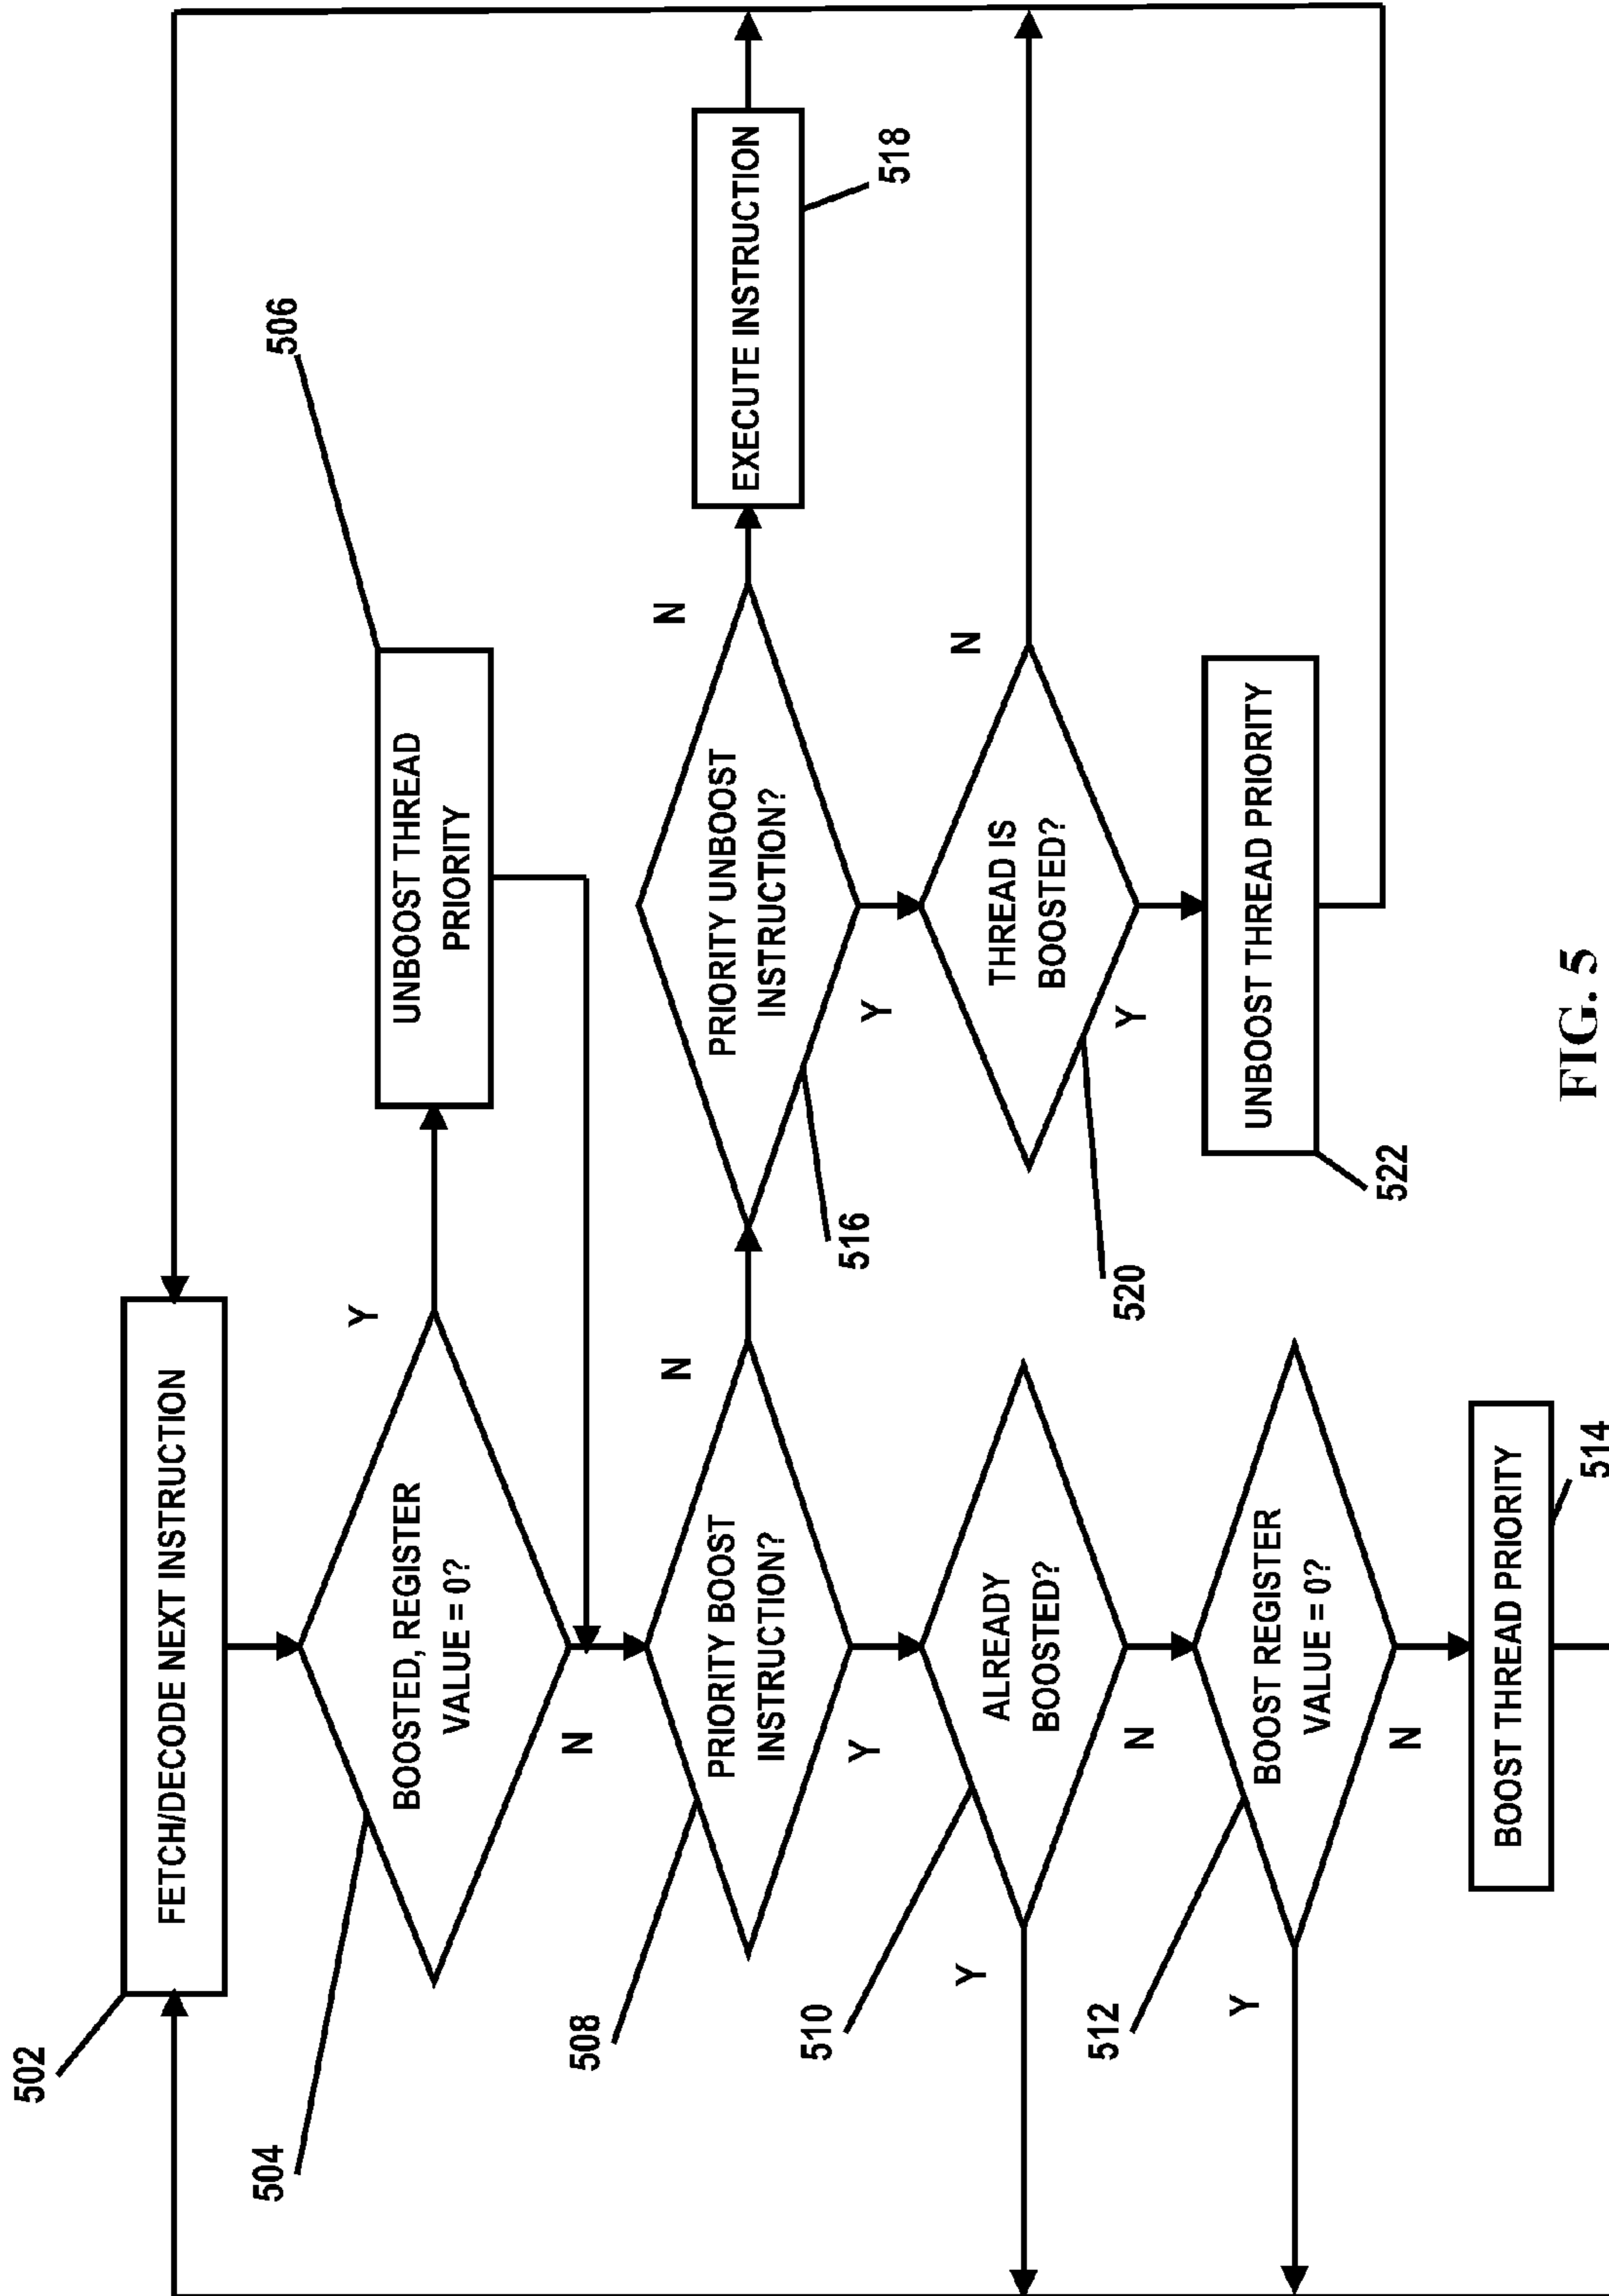 502
FETCH/DECODE NEXT INSTRUCTION
504
BOOSTED, REGISTER
VALUE = 0?
Y
N
UNBOOST THREAD
PRIORITY
506
508
PRIORITY BOOST
INSTRUCTION?
N
Y
PRIORITY UNBOOST
INSTRUCTION?
N
Y
516
EXECUTE INSTRUCTION
518
510
ALREADY
BOOSTED?
Y
N
THREAD IS
BOOSTED?
N
Y
520
512
BOOST REGISTER
VALUE = 0?
Y
N
UNBOOST THREAD PRIORITY
522
BOOST THREAD PRIORITY
514
FIG. 5